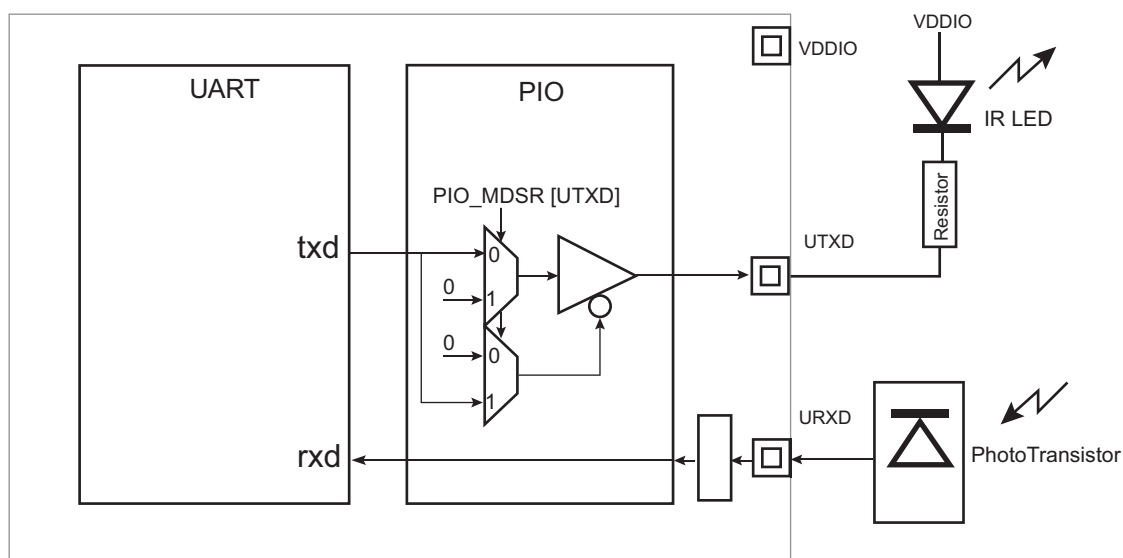 VDDIO
VDDIO
UART
PIO
IR LED
PIO_MDSR [UTXD]
Resistor
txd
0
UTXD
0
1
0
0
1
URXD
rxd
PhotoTransistor